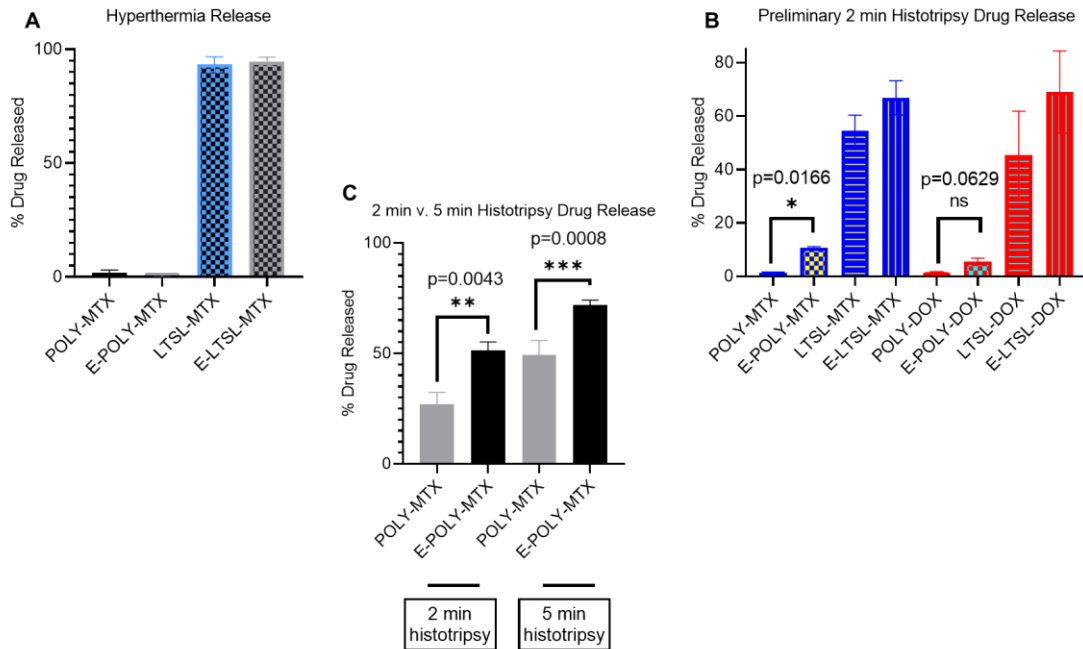 A
Hyperthermia Release
% Drug Released
100
50
0
POLY-MTX
E-POLY-MTX
LTSL-MTX
E-LTSL-MTX
C
2 min v. 5 min Histotripsy Drug Release
% Drug Released
100
50
0
p=0.0043
**
p=0.0008
***
POLY-MTX
E-POLY-MTX
POLY-MTX
E-POLY-MTX
2 min
histotripsy
5 min
histotripsy
B
Preliminary 2 min Histotripsy Drug Release
% Drug Released
80
60
40
20
0
p=0.0166
*
p=0.0629
ns
POLY-MTX
E-POLY-MTX
LTSL-MTX
E-LTSL-MTX
POLY-DOX
E-POLY-DOX
LTSL-DOX
E-LTSL-DOX